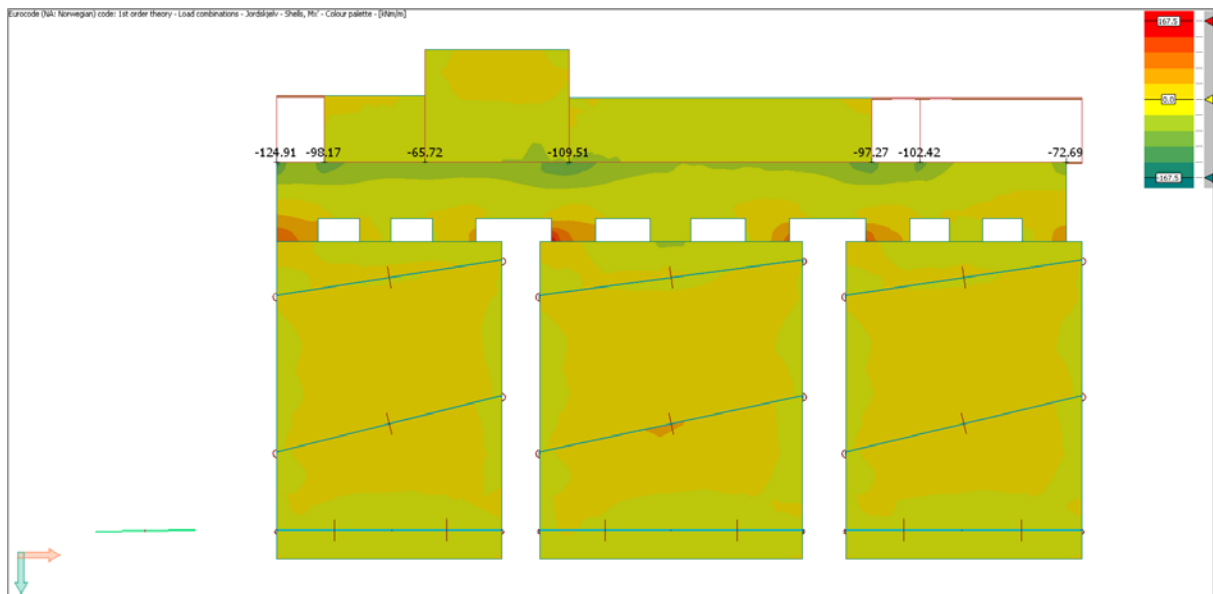 Eurocode (NA: Norwegian) code: 1st order theory - Load combinations - Jordskjelv - Shells, Mx' - Colour palette - [kNm/m]
167.5
0.0
-167.5
-124.91 -98.17 -65.72 -109.51 -97.27 -102.42 -72.69